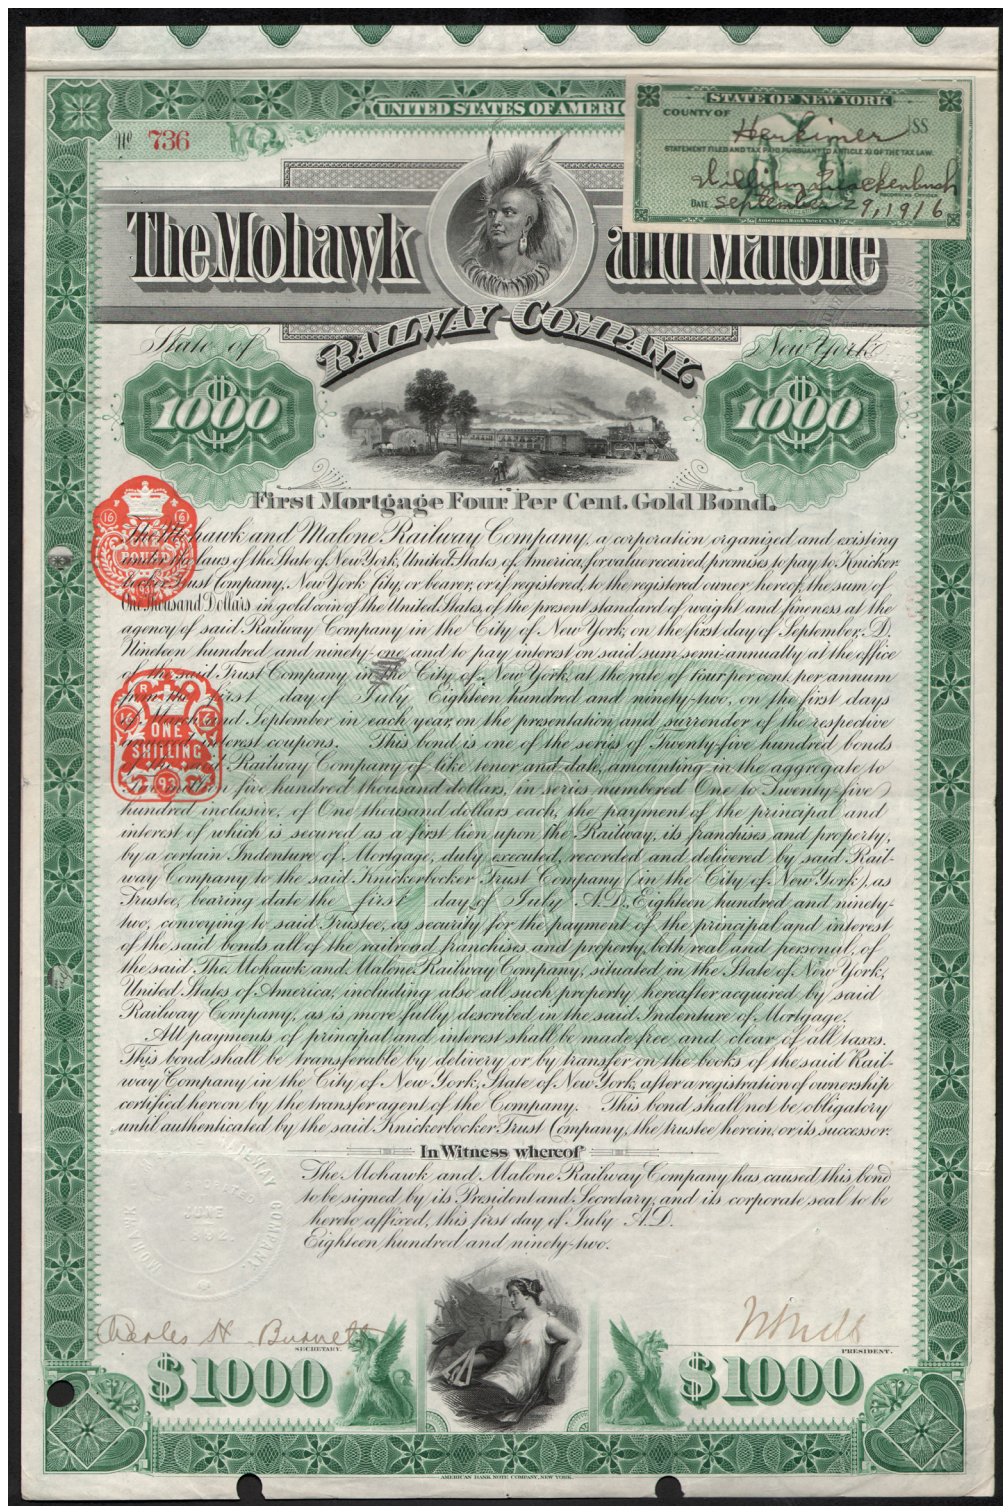 UNITED STATES OF AMERIC
Nº 736
STATE OF NEW YORK
COUNTY OF Herkimer SS
STATEMENT FILED AND TAX PAID PURSUANT TO ARTICLE XI OF THE TAX LAW.
William Quackenbush
RECORDING OFFICER
DATE September 29, 1916
American Bank Note Co. N.Y.
The Mohawk and Malone
RAILWAY COMPANY.
State of New York
1000 1000
First Mortgage Four Per Cent. Gold Bond.
The Mohawk and Malone Railway Company, a corporation organized and existing
under the laws of the State of New York, United States of America, for value received, promises to pay to Knicker-
bocker Trust Company, New York City, or bearer, or if registered, to the registered owner hereof, the sum of
One Thousand Dollars in gold coin of the United States, of the present standard of weight and fineness at the
agency of said Railway Company in the City of New York, on the first day of September, A.D.
Nineteen hundred and ninety-one, and to pay interest on said sum semi-annually at the office
of the said Trust Company, in the City of New York, at the rate of four per cent. per annum
from the first day of July Eighteen hundred and ninety-two, on the first days
of March and September in each year, on the presentation and surrender of the respective
interest coupons. This bond is one of the series of Twenty-five hundred bonds
of the said Railway Company of like tenor and date, amounting in the aggregate to
Two million five hundred thousand dollars, in series numbered One to Twenty-five
hundred inclusive, of One thousand dollars each, the payment of the principal and
interest of which is secured as a first lien upon the Railway, its franchises and property,
by a certain Indenture of Mortgage, duly executed, recorded and delivered by said Rail-
way Company to the said Knickerbocker Trust Company (in the City of New York), as
Trustee, bearing date the first day of July A.D. Eighteen hundred and ninety-
two, conveying to said Trustee, as security for the payment of the principal and interest
of the said bonds all of the railroad, franchises and property, both real and personal, of
the said The Mohawk and Malone Railway Company, situated in the State of New York,
United States of America, including also all such property hereafter acquired by said
Railway Company, as is more fully described in the said Indenture of Mortgage.
All payments of principal and interest shall be made free and clear of all taxes.
This bond shall be transferable by delivery or by transfer on the books of the said Rail-
way Company in the City of New York, State of New York, after a registration of ownership
certified hereon by the transfer agent of the Company. This bond shall not be obligatory
until authenticated by the said Knickerbocker Trust Company, the trustee herein, or its successor.
16 16
POUND
ONE
SHILLING
93
In Witness whereof
The Mohawk and Malone Railway Company has caused this bond
to be signed by its President and Secretary, and its corporate seal to be
hereto affixed, this first day of July A.D.
Eighteen hundred and ninety-two.
MOHAWK RAILWAY COMPANY.
JUNE
Charles H Burnett
SECRETARY.
PRESIDENT.
$1000 $1000
AMERICAN BANK NOTE COMPANY, NEW YORK.